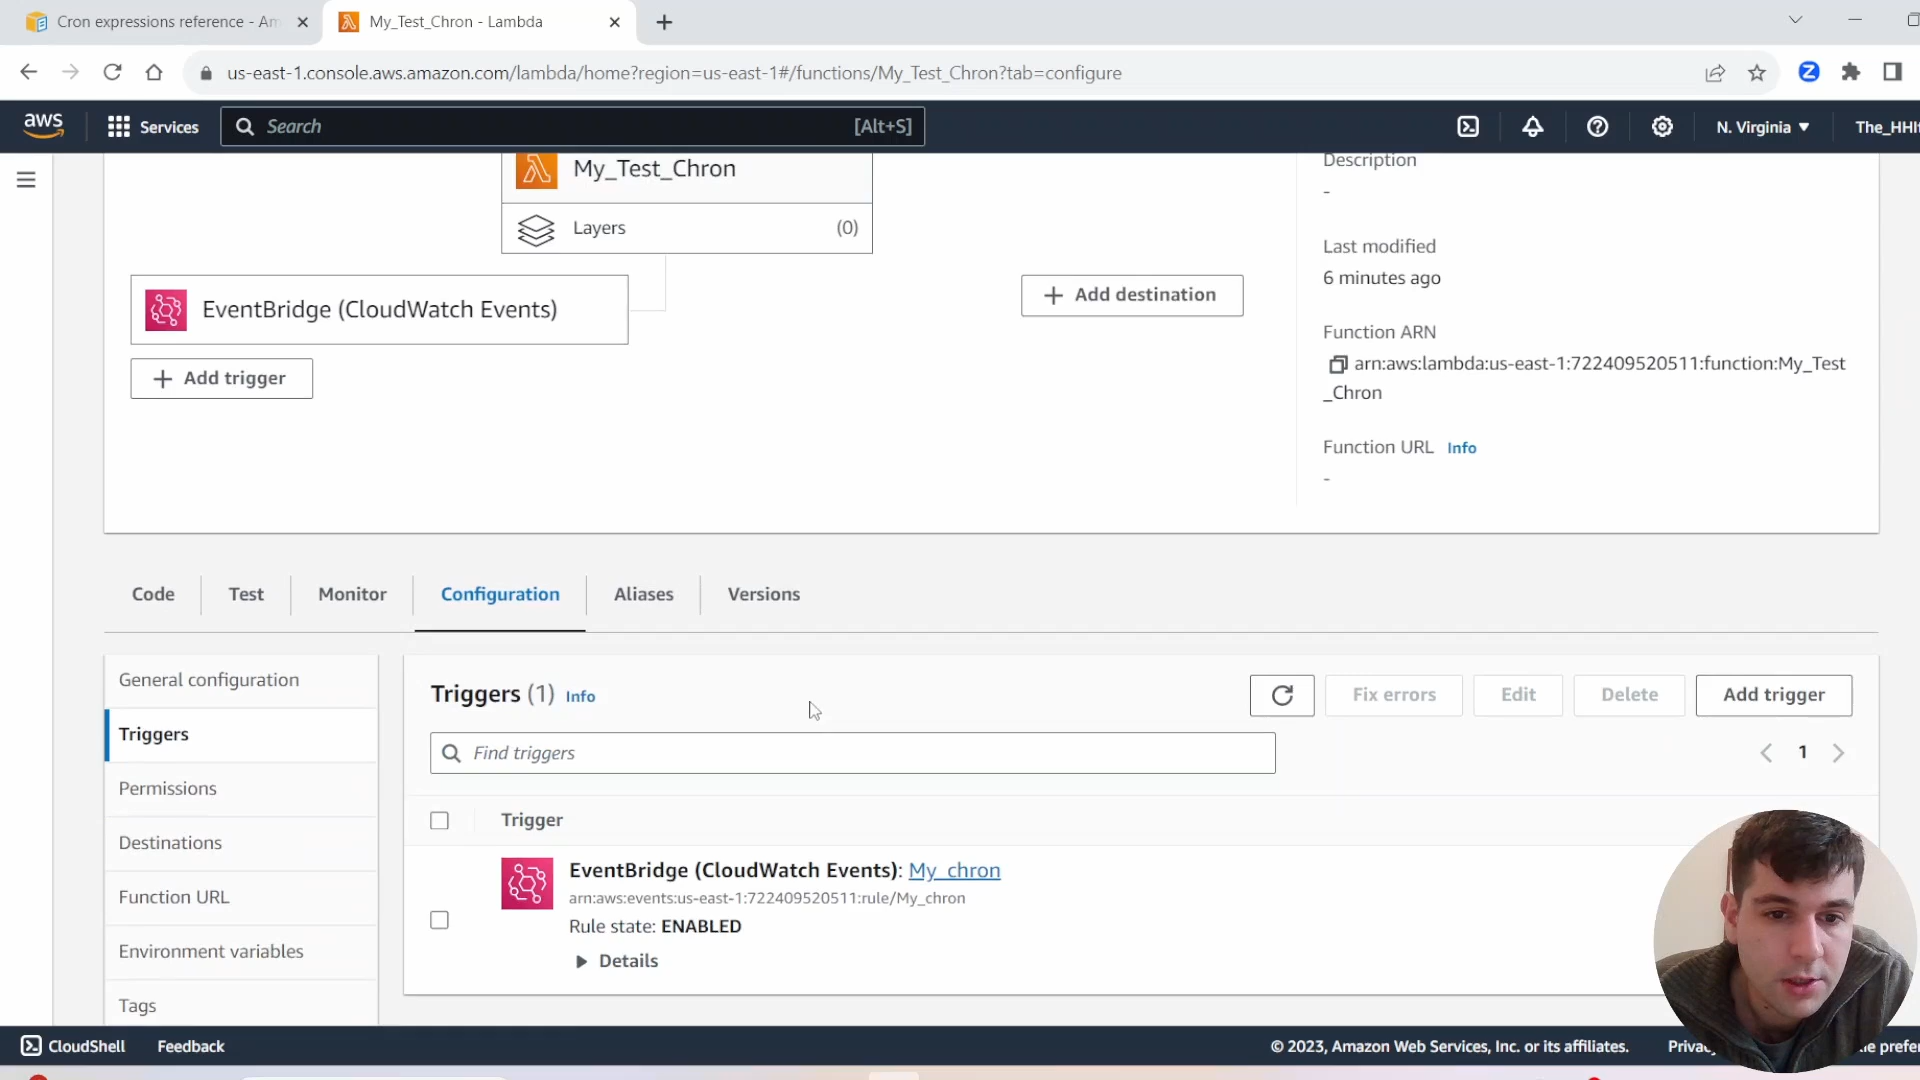 Cron expressions reference - Am
My_Test_Chron - Lambda
us-east-1.console.aws.amazon.com/lambda/home?region=us-east-1#/functions/My_Test_Chron?tab=configure
aws
Services
Search
[Alt+S]
N. Virginia
The_HHI
My_Test_Chron
Layers
(0)
EventBridge (CloudWatch Events)
Add trigger
Add destination
Description
-
Last modified
6 minutes ago
Function ARN
arn:aws:lambda:us-east-1:722409520511:function:My_Test
_Chron
Function URL Info
-
Code
Test
Monitor
Configuration
Aliases
Versions
General configuration
Triggers
Permissions
Destinations
Function URL
Environment variables
Tags
Triggers (1) Info
Fix errors
Edit
Delete
Add trigger
Find triggers
1
Trigger
EventBridge (CloudWatch Events): My_chron
arn:aws:events:us-east-1:722409520511:rule/My_chron
Rule state: ENABLED
Details
CloudShell
Feedback
© 2023, Amazon Web Services, Inc. or its affiliates.